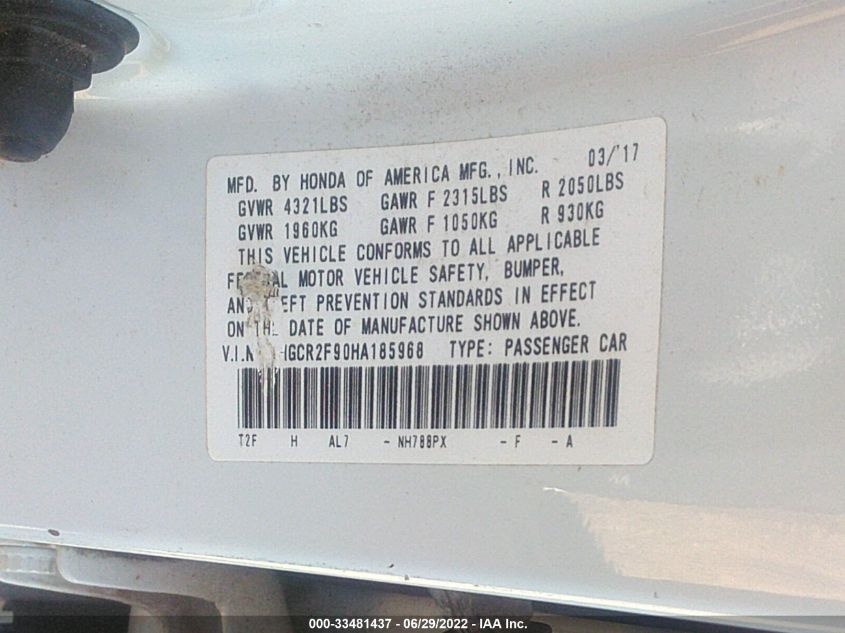 MFD. BY HONDA OF AMERICA MFG., INC. 03/'17
GVWR 4321LBS GAWR F 2315LBS R 2050LBS
GVWR 1960KG GAWR F 1050KG R 930KG
THIS VEHICLE CONFORMS TO ALL APPLICABLE
MOTOR VEHICLE SAFETY, BUMPER,
PREVENTION STANDARDS IN EFFECT
ON DATE OF MANUFACTURE SHOWN ABOVE.
HGCR2F90HA185968 TYPE: PASSENGER CAR
T2F H AL7 - NH788PX - F - A
000-33481437 - 06/29/2022 - IAA Inc.